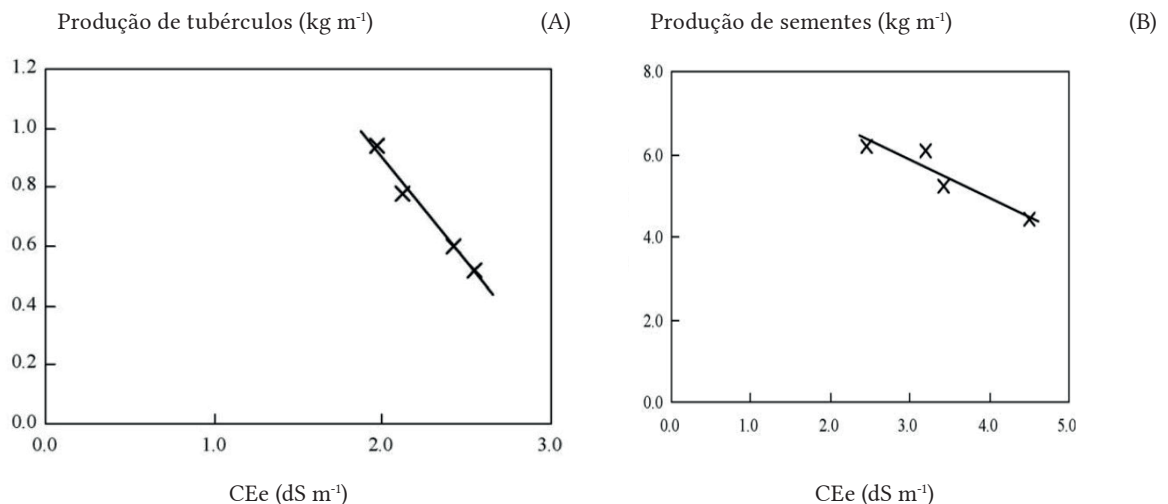 Produção de tubérculos (kg m⁻¹) (A)
1.2
1.0
0.8
0.6
0.4
0.2
0.0
0.0 1.0 2.0 3.0
CEe (dS m⁻¹)
Produção de sementes (kg m⁻¹) (B)
8.0
6.0
4.0
2.0
0.0
0.0 1.0 2.0 3.0 4.0 5.0
CEe (dS m⁻¹)